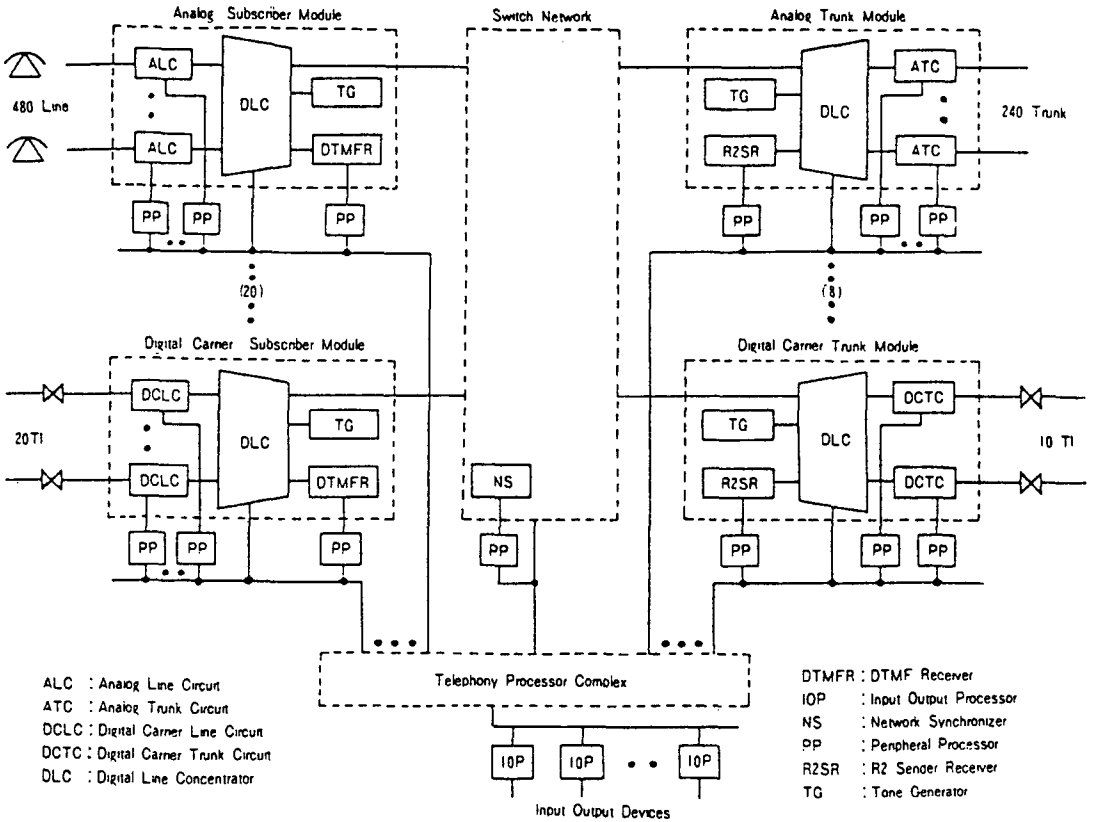 Analog Subscriber Module
Switch Network
Analog Trunk Module
ALC
DLC
TG
480 Line
ALC
DTMFR
PP
PP
PP
TG
DLC
ATC
240 Trunk
R2SR
ATC
PP
PP
PP
(20)
(8)
Digital Carrier Subscriber Module
Digital Carrier Trunk Module
DCLC
DLC
TG
20T1
DCLC
DTMFR
PP
PP
PP
NS
PP
TG
DLC
DCTC
10 T1
R2SR
DCTC
PP
PP
PP
Telephony Processor Complex
IOP
IOP
IOP
Input Output Devices
ALC : Analog Line Circuit
ATC : Analog Trunk Circuit
DCLC : Digital Carrier Line Circuit
DCTC : Digital Carrier Trunk Circuit
DLC : Digital Line Concentrator
DTMFR : DTMF Receiver
IOP : Input Output Processor
NS : Network Synchronizer
PP : Peripheral Processor
R2SR : R2 Sender Receiver
TG : Tone Generator